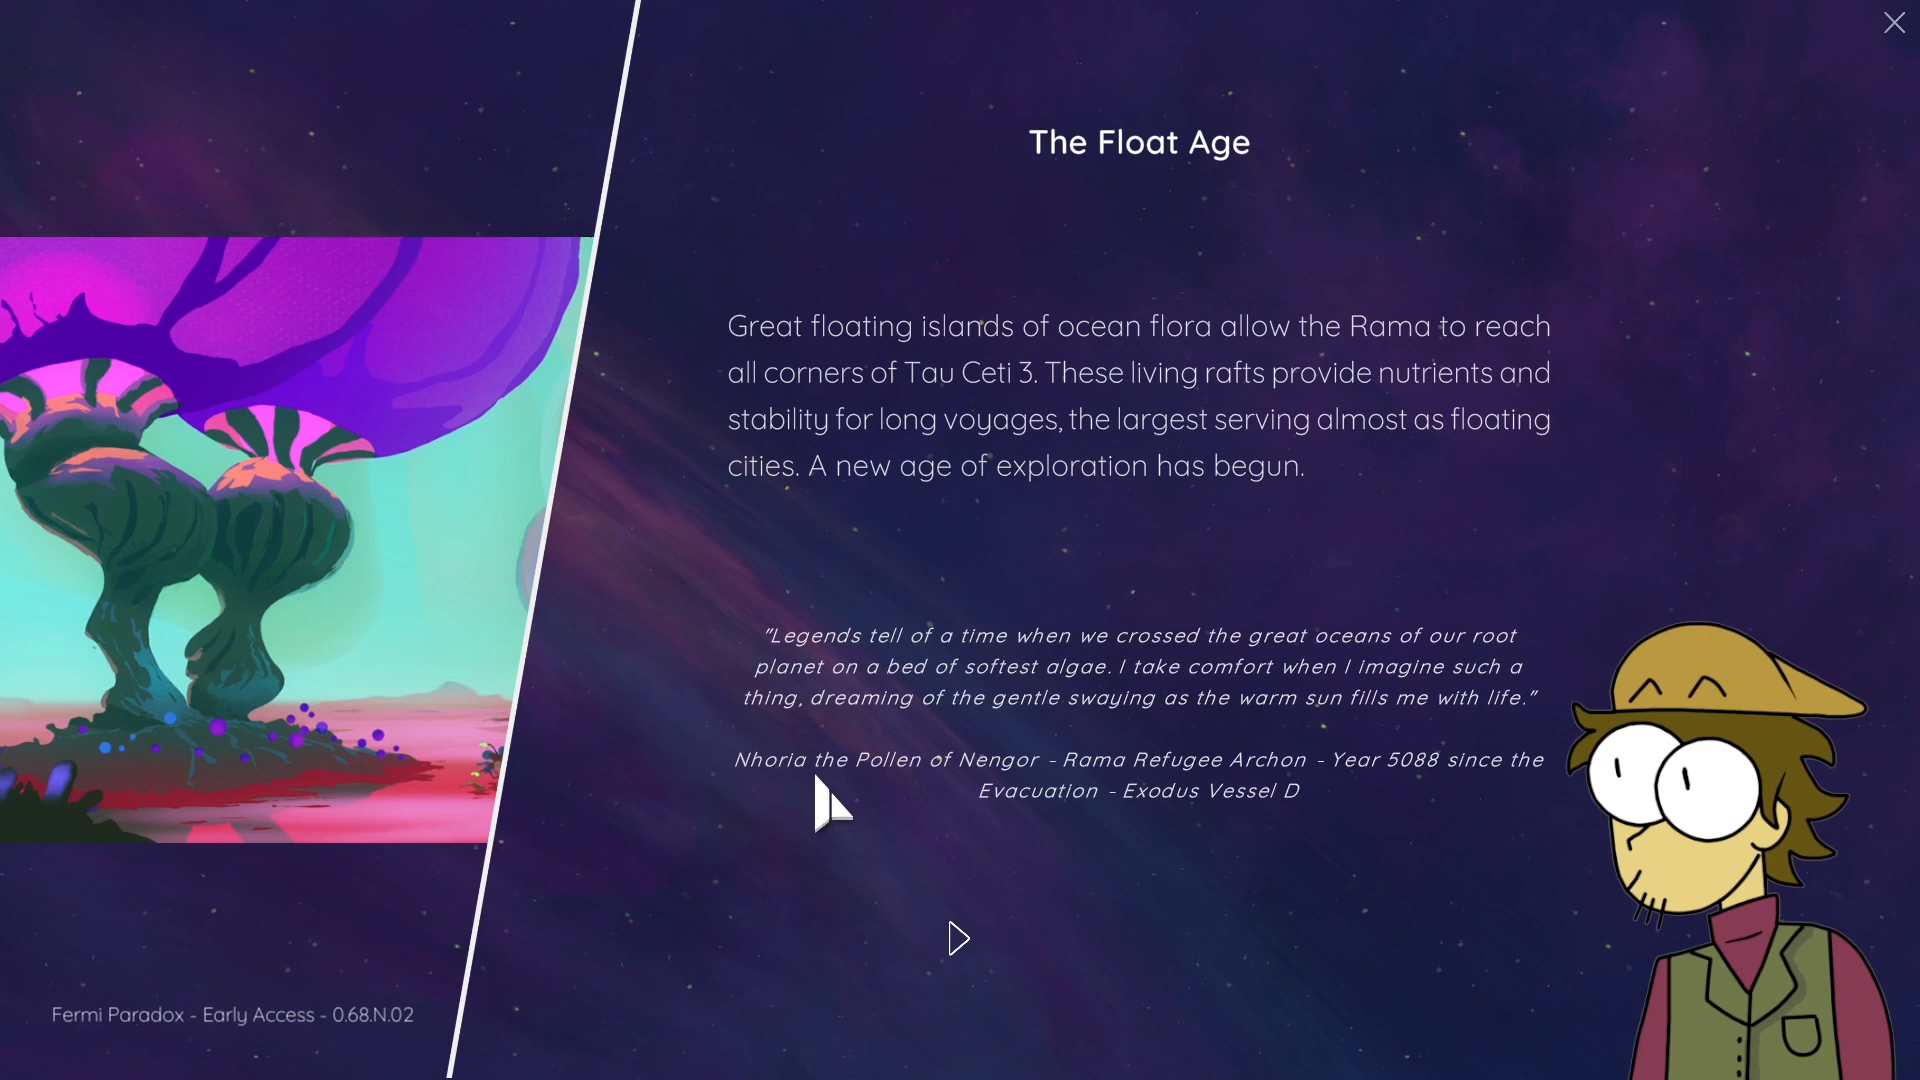 The Float Age
Great floating islands of ocean flora allow the Rama to reach
all corners of Tau Ceti 3. These living rafts provide nutrients and
stability for long voyages, the largest serving almost as floating
cities. A new age of exploration has begun.
"Legends tell of a time when we crossed the great oceans of our root
planet on a bed of softest algae. I take comfort when I imagine such a
thing, dreaming of the gentle swaying as the warm sun fills me with life."
Nhoria the Pollen of Nengor - Rama Refugee Archon - Year 5088 since the
Evacuation - Exodus Vessel D
Fermi Paradox - Early Access - 0.68.N.02